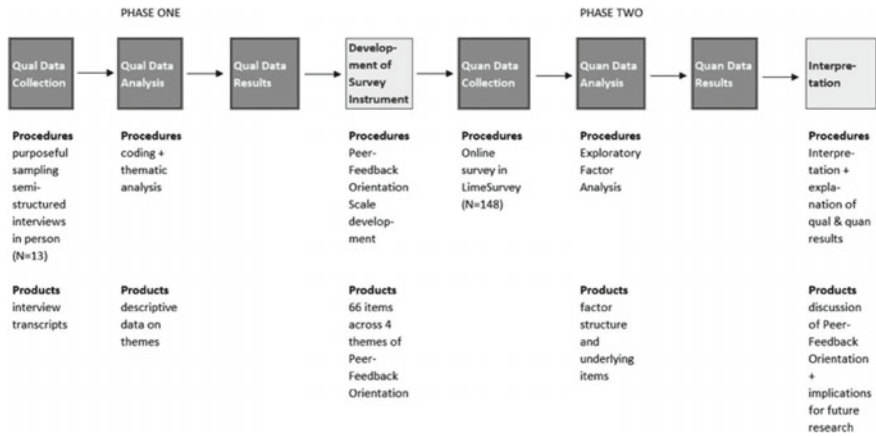 PHASE ONE
PHASE TWO
Qual Data
Collection
Qual Data
Analysis
Qual Data
Results
Develop-
ment of
Survey
Instrument
Quan Data
Collection
Quan Data
Analysis
Quan Data
Results
Interpre-
tation
Procedures
purposeful
sampling
semi-
structured
interviews
in person
(N=13)
Procedures
coding +
thematic
analysis
Procedures
Peer-
Feedback
Orientation
Scale
develop-
ment
Procedures
Online
survey in
LimeSurvey
(N=148)
Procedures
Exploratory
Factor
Analysis
Procedures
Interpre-
tation +
expla-
nation of
qual & quan
results
Products
interview
transcripts
Products
descriptive
data on
themes
Products
66 items
across 4
themes of
Peer-
Feedback
Orientation
Products
factor
structure
and
underlying
items
Products
discussion
of Peer-
Feedback
Orientation
+
implications
for future
research